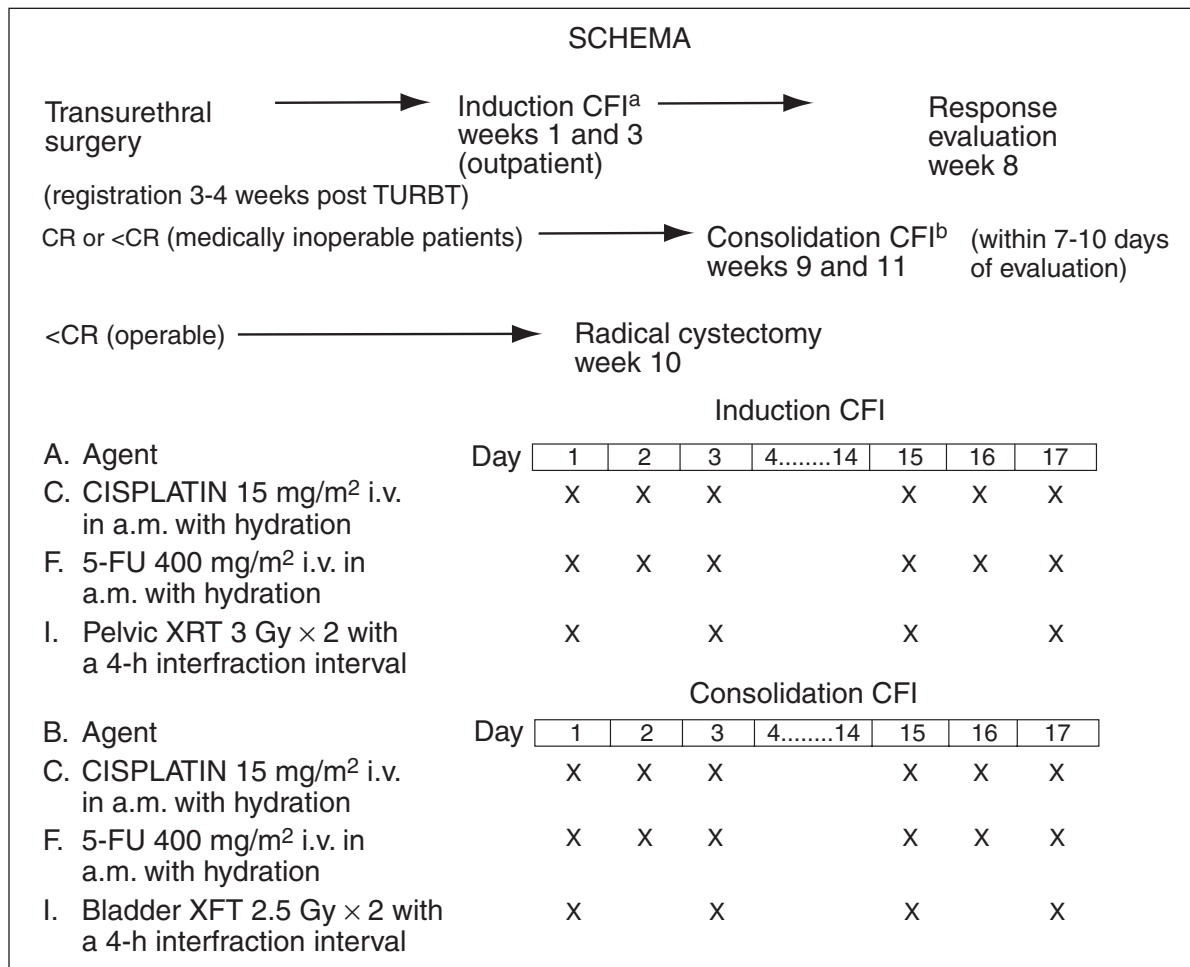 SCHEMA
Transurethral surgery
Induction CFIa weeks 1 and 3 (outpatient)
Response evaluation week 8
(registration 3-4 weeks post TURBT)
CR or <CR (medically inoperable patients)
Consolidation CFIb weeks 9 and 11
(within 7-10 days of evaluation)
<CR (operable)
Radical cystectomy week 10
Induction CFI
A. Agent Day 1 2 3 4........14 15 16 17
C. CISPLATIN 15 mg/m2 i.v. X X X X X X
in a.m. with hydration
F. 5-FU 400 mg/m2 i.v. in X X X X X X
a.m. with hydration
I. Pelvic XRT 3 Gy × 2 with X X X X
a 4-h interfraction interval
Consolidation CFI
B. Agent Day 1 2 3 4........14 15 16 17
C. CISPLATIN 15 mg/m2 i.v. X X X X X X
in a.m. with hydration
F. 5-FU 400 mg/m2 i.v. in X X X X X X
a.m. with hydration
I. Bladder XFT 2.5 Gy × 2 with X X X X
a 4-h interfraction interval